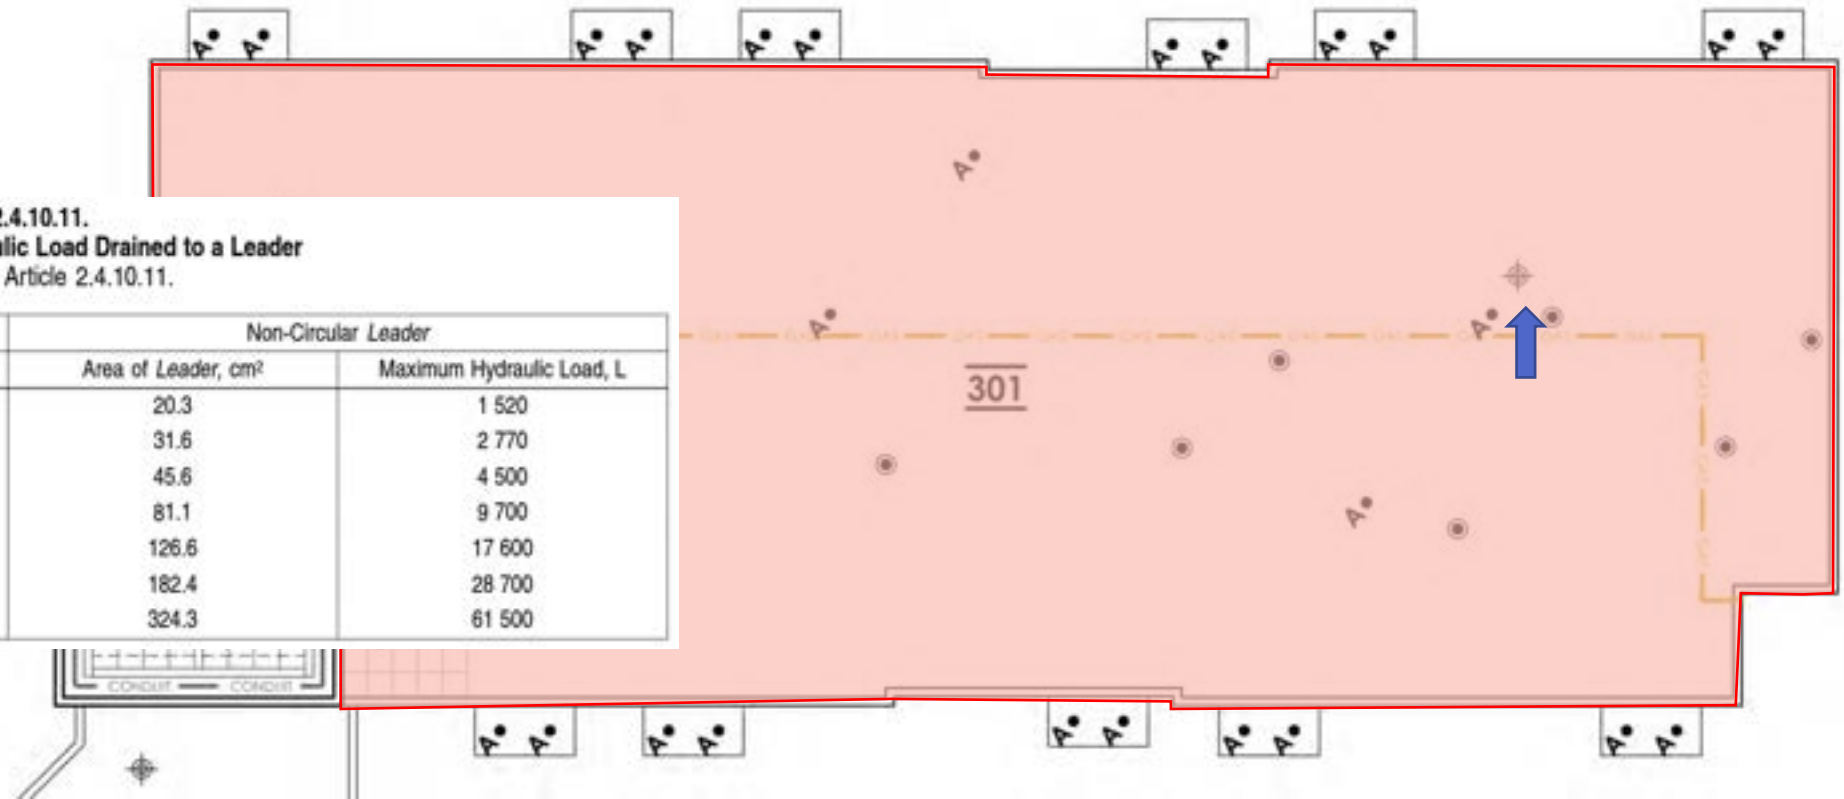 A A
A A
A A
A A
A A
A A
A
2.4.10.11.
ulic Load Drained to a Leader
Article 2.4.10.11.
Non-Circular Leader
Area of Leader, cm² Maximum Hydraulic Load, L
20.3 1 520
31.6 2 770
45.6 4 500
81.1 9 700
126.6 17 600
182.4 28 700
324.3 61 500
A
A
301
A
CONDUIT CONDUIT
A A
A A
A A
A A
A A